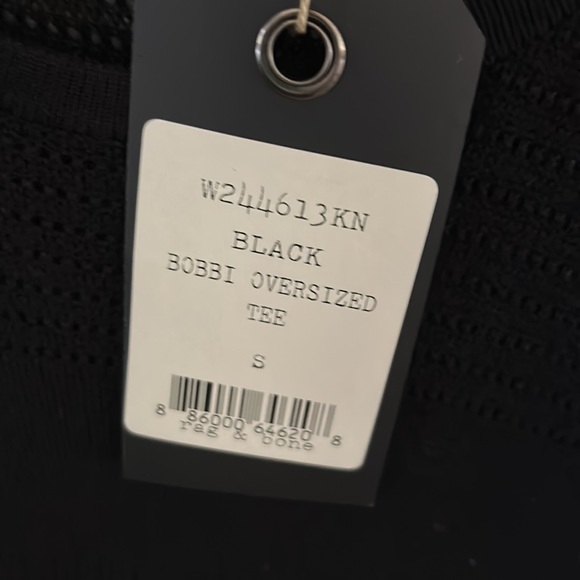 W244613KN
BLACK
BOBBI OVERSIZED
TEE
S
8 86000 64620 8
rag & bone